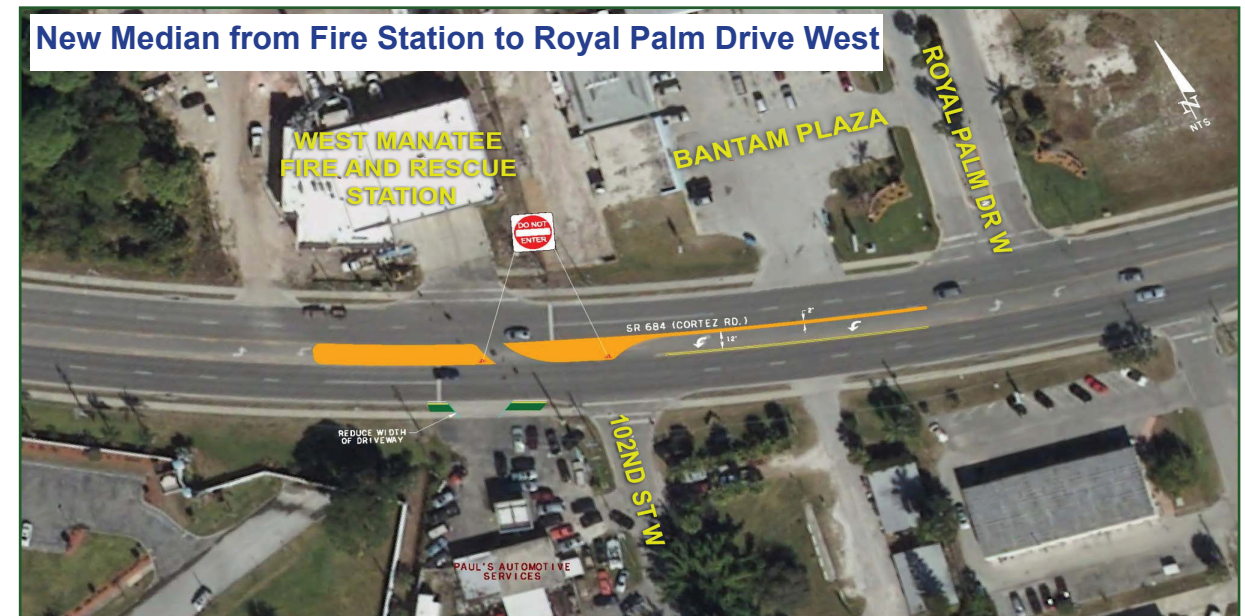 New Median from Fire Station to Royal Palm Drive West
ROYAL PALM DR W
NTS
WEST MANATEE
FIRE AND RESCUE
STATION
BANTAM PLAZA
DO NOT
ENTER
SR 684 (CORTEZ RD.)
2'
12'
REDUCE WIDTH
OF DRIVEWAY
102ND ST W
PAUL'S AUTOMOTIVE
SERVICES